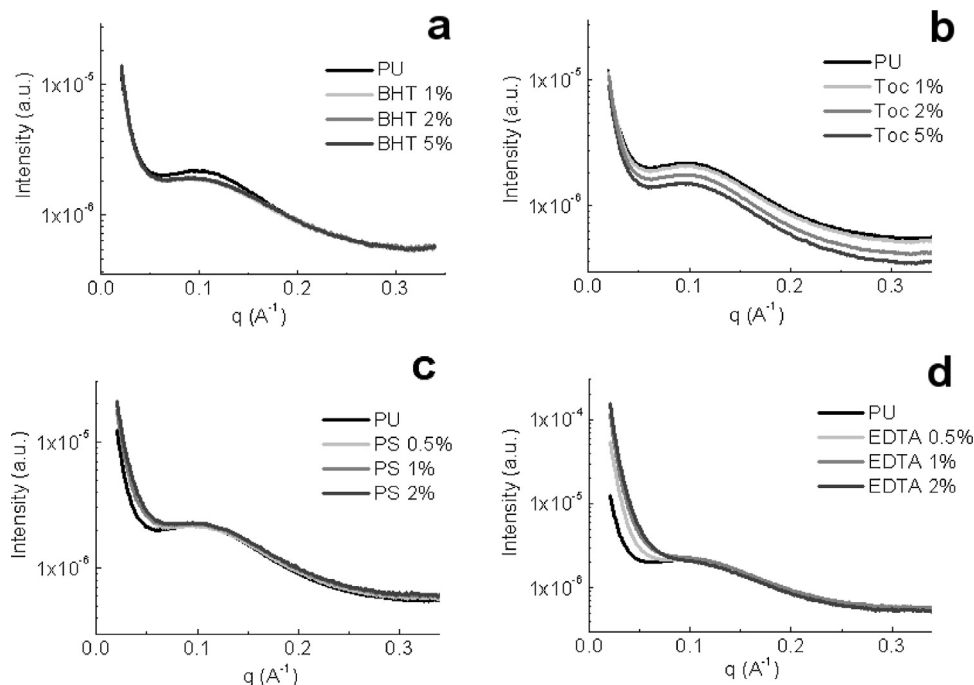 a
PU
BHT 1%
BHT 2%
BHT 5%
1x10⁻⁵
1x10⁻⁶
Intensity (a.u.)
0.0 0.1 0.2 0.3
q (A⁻¹)
b
PU
Toc 1%
Toc 2%
Toc 5%
1x10⁻⁵
1x10⁻⁶
Intensity (a.u.)
0.0 0.1 0.2 0.3
q (A⁻¹)
c
PU
PS 0.5%
PS 1%
PS 2%
1x10⁻⁵
1x10⁻⁶
Intensity (a.u.)
0.0 0.1 0.2 0.3
q (A⁻¹)
d
PU
EDTA 0.5%
EDTA 1%
EDTA 2%
1x10⁻⁴
1x10⁻⁵
1x10⁻⁶
Intensity (a.u.)
0.0 0.1 0.2 0.3
q (A⁻¹)